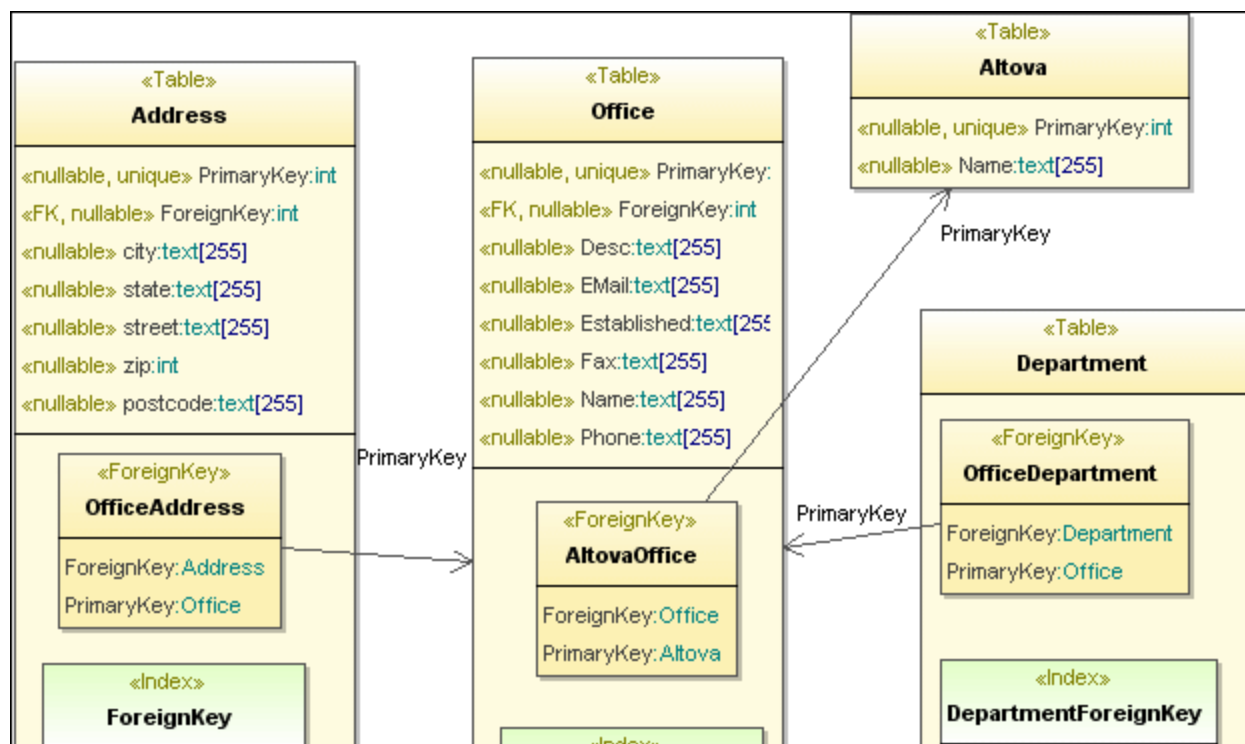 «Table»
Address
«nullable, unique» PrimaryKey:int
«FK, nullable» ForeignKey:int
«nullable» city:text[255]
«nullable» state:text[255]
«nullable» street:text[255]
«nullable» zip:int
«nullable» postcode:text[255]
«ForeignKey»
OfficeAddress
ForeignKey:Address
PrimaryKey:Office
«Index»
ForeignKey
PrimaryKey
«Table»
Office
«nullable, unique» PrimaryKey:
«FK, nullable» ForeignKey:int
«nullable» Desc:text[255]
«nullable» EMail:text[255]
«nullable» Established:text[255
«nullable» Fax:text[255]
«nullable» Name:text[255]
«nullable» Phone:text[255]
«ForeignKey»
AltovaOffice
ForeignKey:Office
PrimaryKey:Altova
«Index»
«Table»
Altova
«nullable, unique» PrimaryKey:int
«nullable» Name:text[255]
PrimaryKey
PrimaryKey
«Table»
Department
«ForeignKey»
OfficeDepartment
ForeignKey:Department
PrimaryKey:Office
«Index»
DepartmentForeignKey